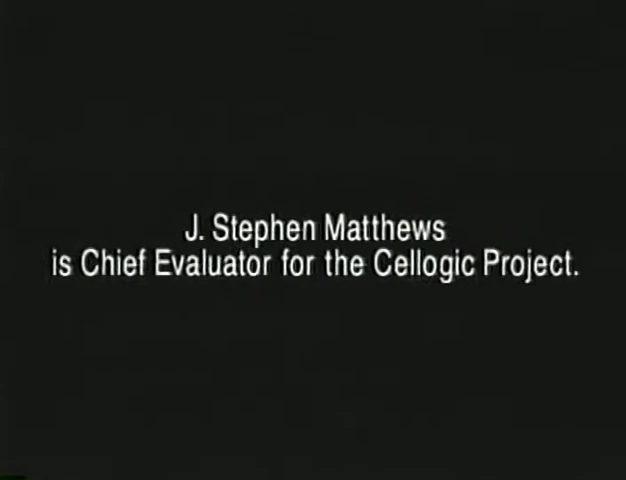 J. Stephen Matthews
is Chief Evaluator for the Cellogic Project.